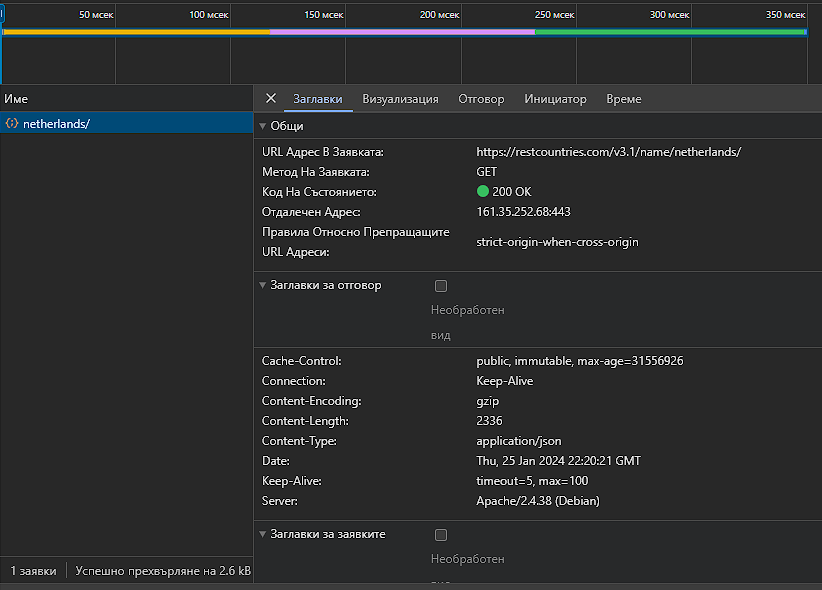 50 мсек 100 мсек 150 мсек 200 мсек 250 мсек 300 мсек 350 мсек
Име
Заглавки Визуализация Отговор Инициатор Време
netherlands/
Общи
URL Адрес В Заявката: https://restcountries.com/v3.1/name/netherlands/
Метод На Заявката: GET
Код На Състоянието: 200 OK
Отдалечен Адрес: 161.35.252.68:443
Правила Относно Препращащите
URL Адреси: strict-origin-when-cross-origin
Заглавки за отговор
Необработен
вид
Cache-Control: public, immutable, max-age=31556926
Connection: Keep-Alive
Content-Encoding: gzip
Content-Length: 2336
Content-Type: application/json
Date: Thu, 25 Jan 2024 22:20:21 GMT
Keep-Alive: timeout=5, max=100
Server: Apache/2.4.38 (Debian)
Заглавки за заявките
Необработен
1 заявки Успешно прехвърляне на 2.6 kB